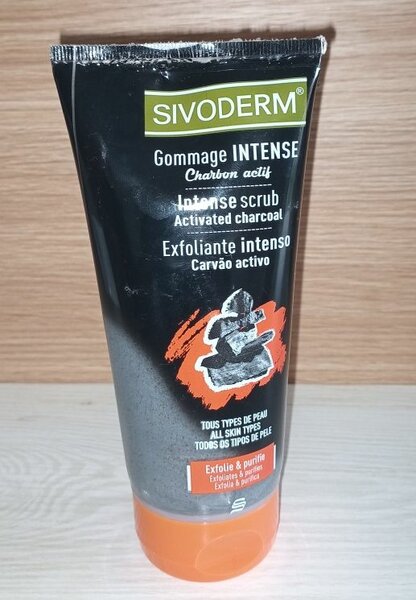 SIVODERM®
Gommage INTENSE
Charbon actif
Intense scrub
Activated charcoal
Exfoliante intenso
Carvão activo
TOUS TYPES DE PEAU
ALL SKIN TYPES
TODOS OS TIPOS DE PELE
Exfolie & purifie
Exfoliates & purifies
Exfolia & purifica